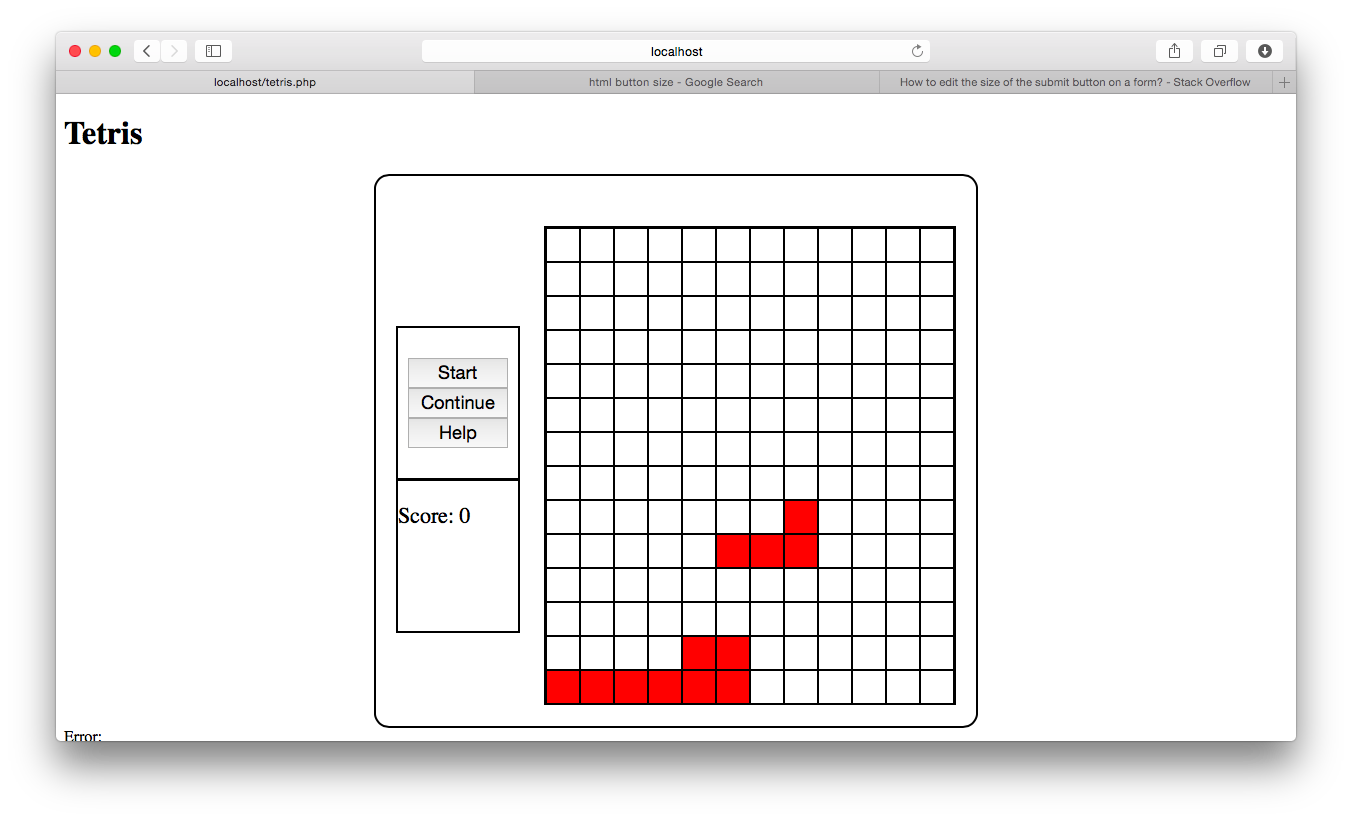 localhost
localhost/tetris.php
html button size - Google Search
How to edit the size of the submit button on a form? - Stack Overflow
Tetris
Start
Continue
Help
Score: 0
Error: